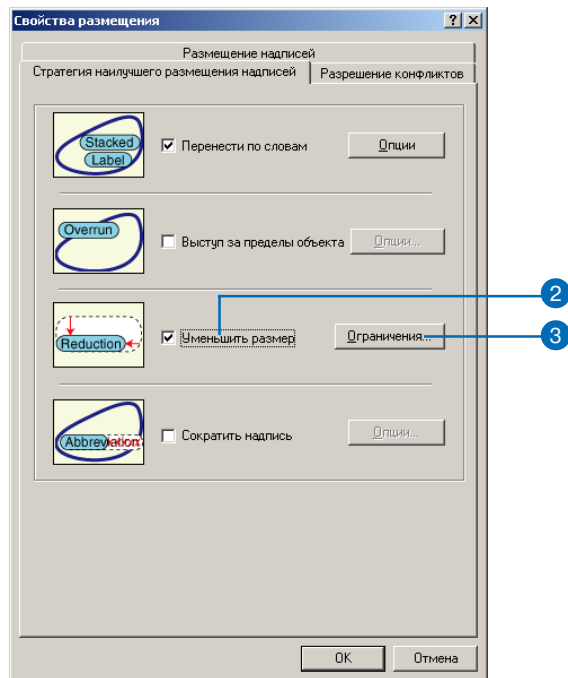 Свойства размещения
Размещение надписей
Стратегия наилучшего размещения надписей
Разрешение конфликтов
Stacked
Label
Перенести по словам
Опции
Overrun
Выступ за пределы объекта
Опции...
2
Reduction
Уменьшить размер
Ограничения...
3
Abbreviation
Сократить надпись
Опции...
OK
Отмена